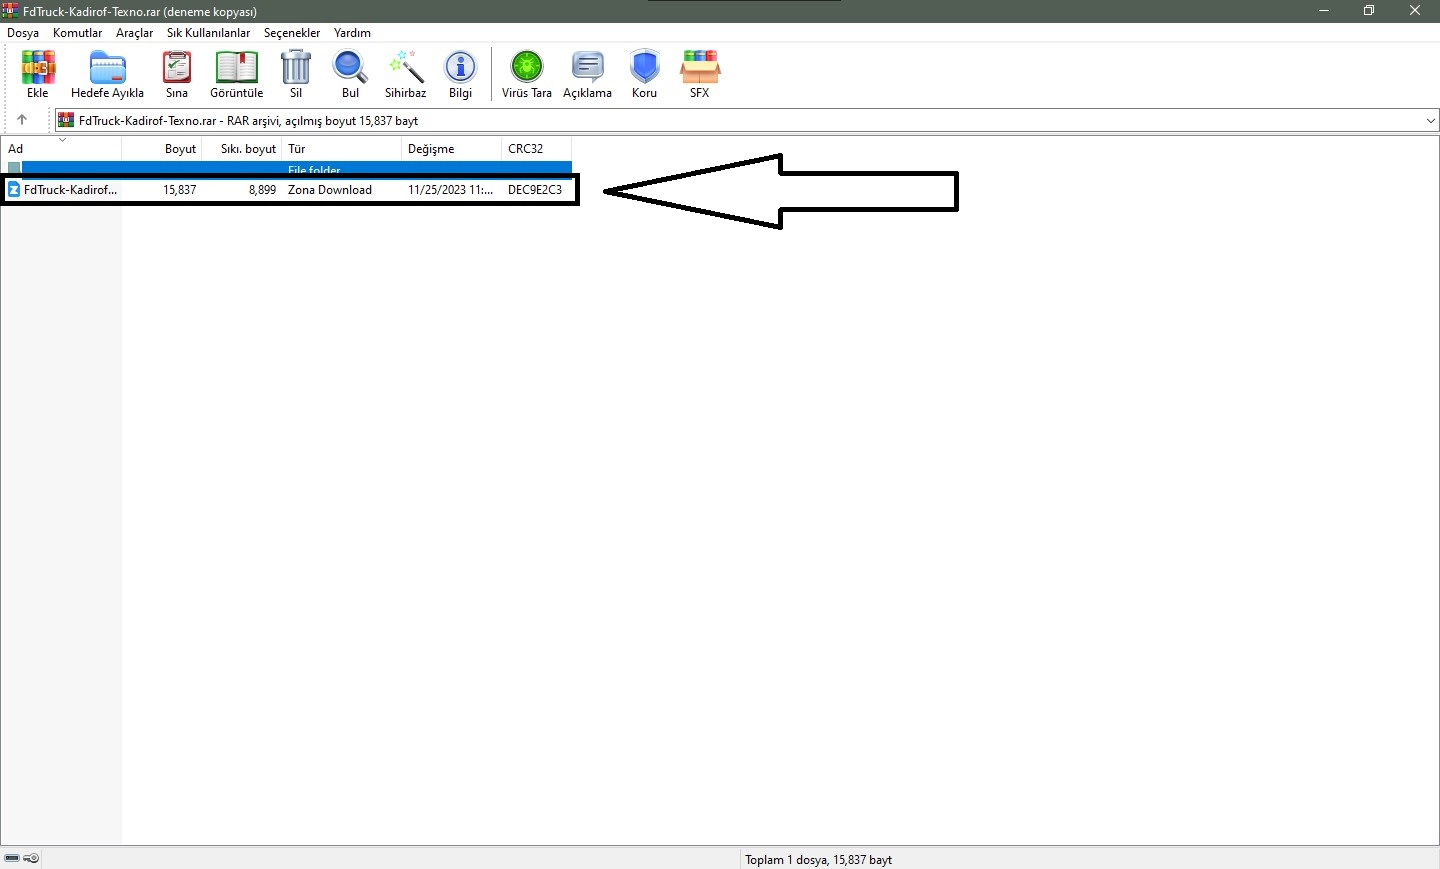 FdTruck-Kadirof-Texno.rar (deneme kopyası)
Dosya Komutlar Araçlar Sık Kullanılanlar Seçenekler Yardım
Ekle Hedefe Ayıkla Sına Görüntüle Sil Bul Sihirbaz Bilgi Virüs Tara Açıklama Koru SFX
FdTruck-Kadirof-Texno.rar - RAR arşivi, açılmış boyut 15,837 bayt
Ad Boyut Sıkı. boyut Tür Değişme CRC32
File folder
FdTruck-Kadirof... 15,837 8,899 Zona Download 11/25/2023 11:... DEC9E2C3
Toplam 1 dosya, 15,837 bayt